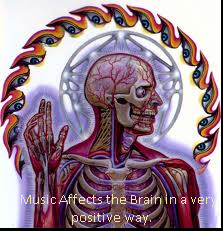 Music Affects the Brain in a very
positive way.